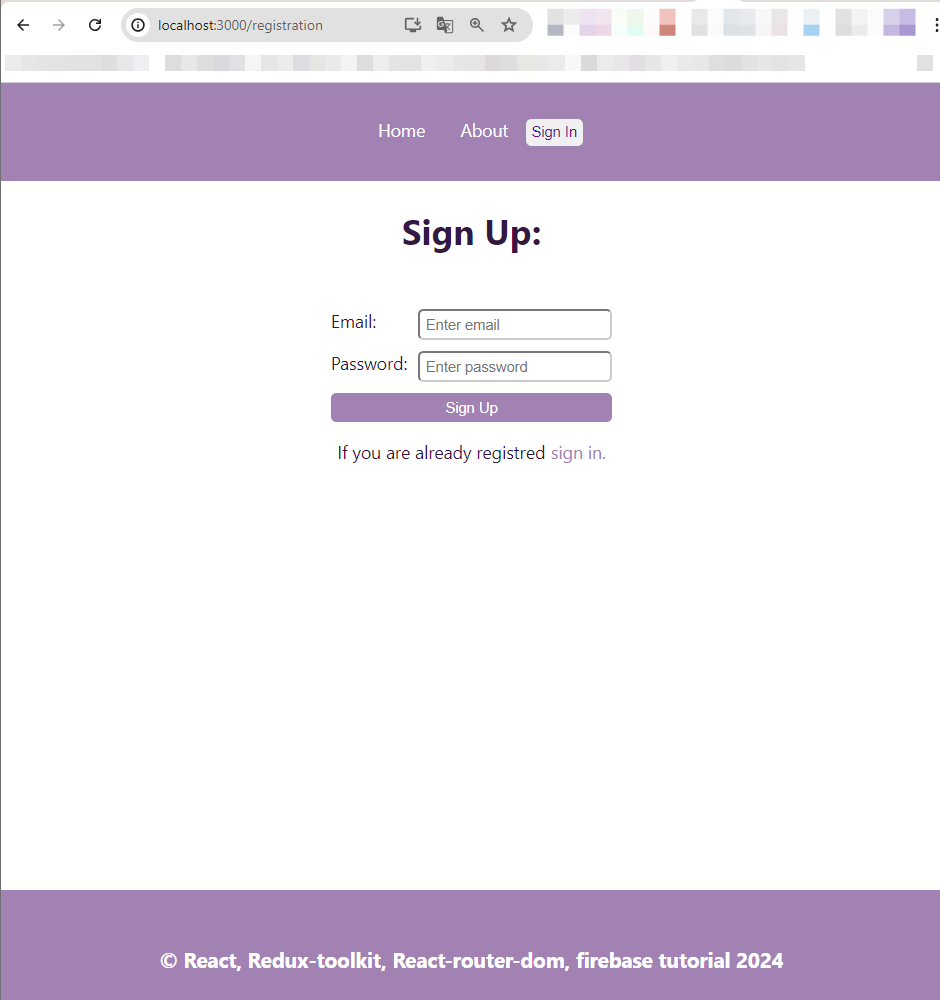 localhost:3000/registration
Home About Sign In
Sign Up:
Email: Enter email
Password: Enter password
Sign Up
If you are already registred sign in.
© React, Redux-toolkit, React-router-dom, firebase tutorial 2024